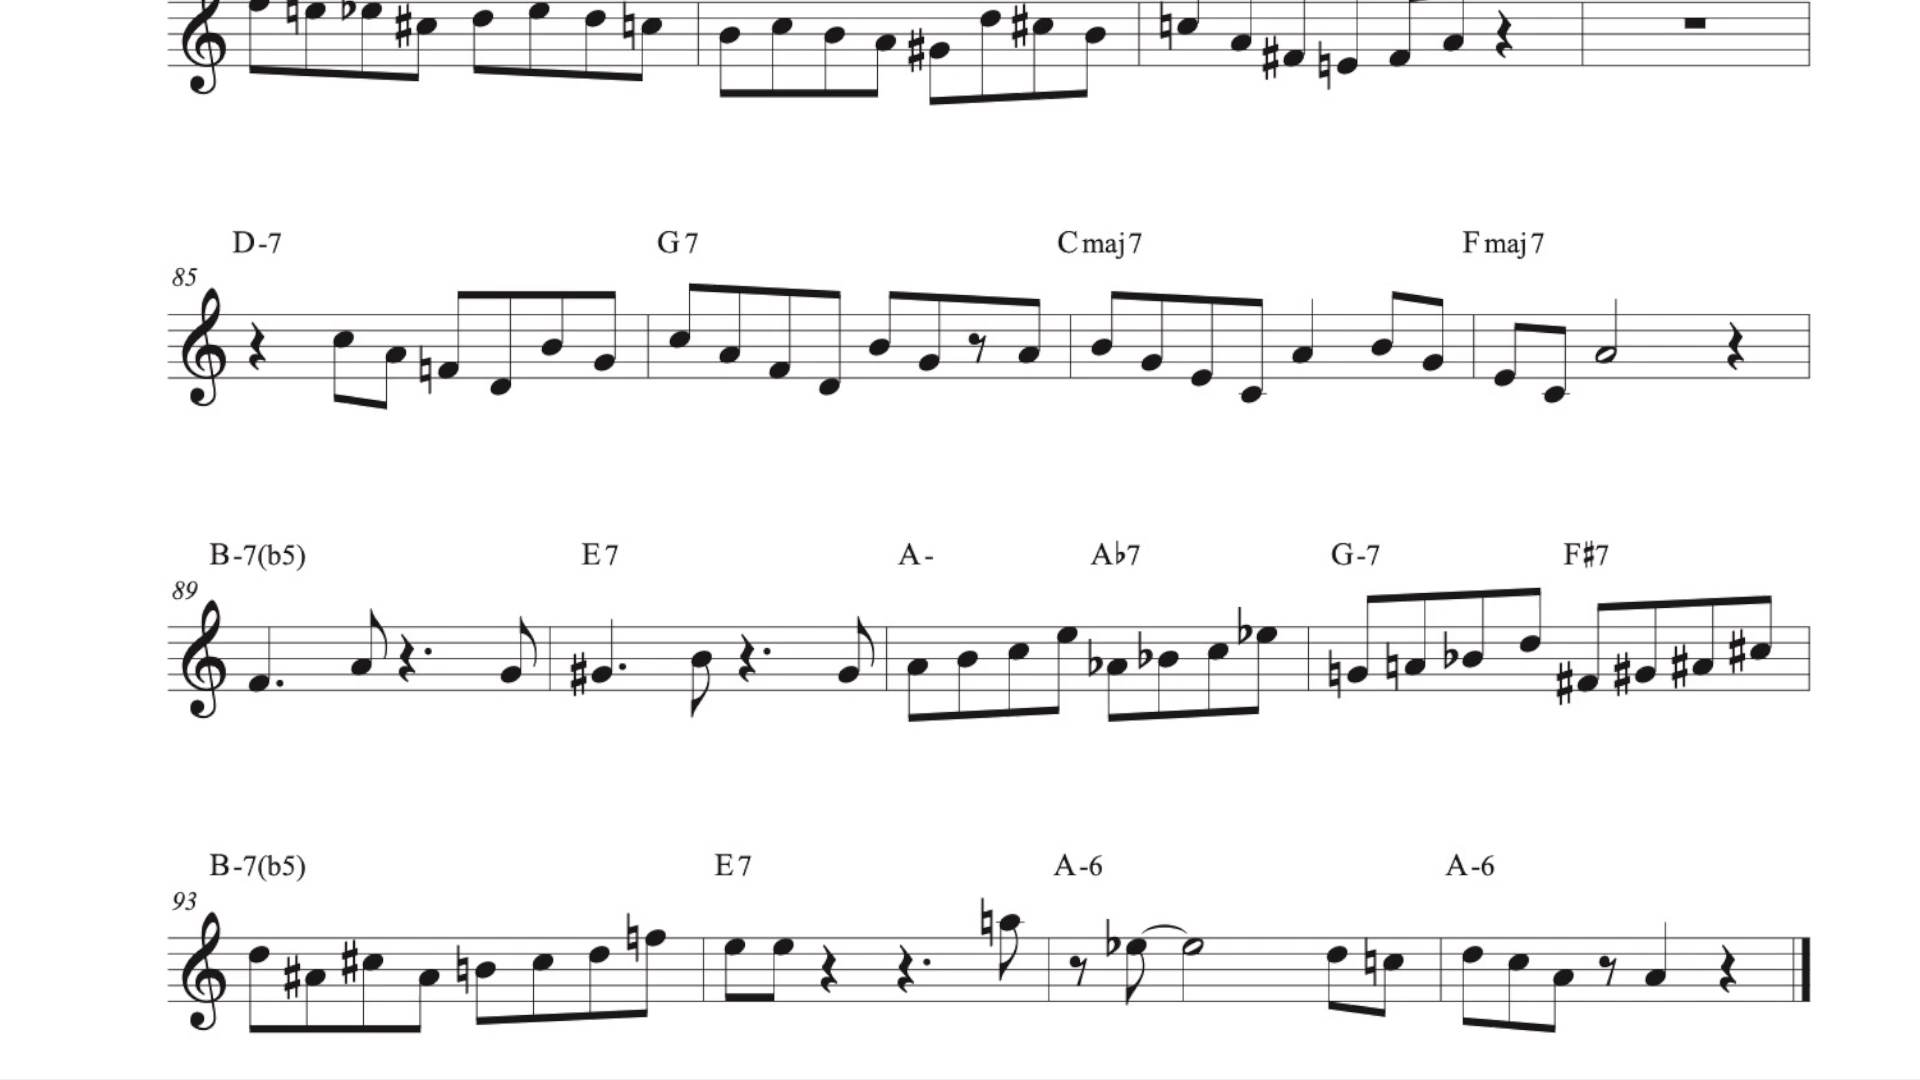 D-7 G7 Cmaj7 Fmaj7
85
B-7(b5) E7 A- A♭7 G-7 F#7
89
B-7(b5) E7 A-6 A-6
93